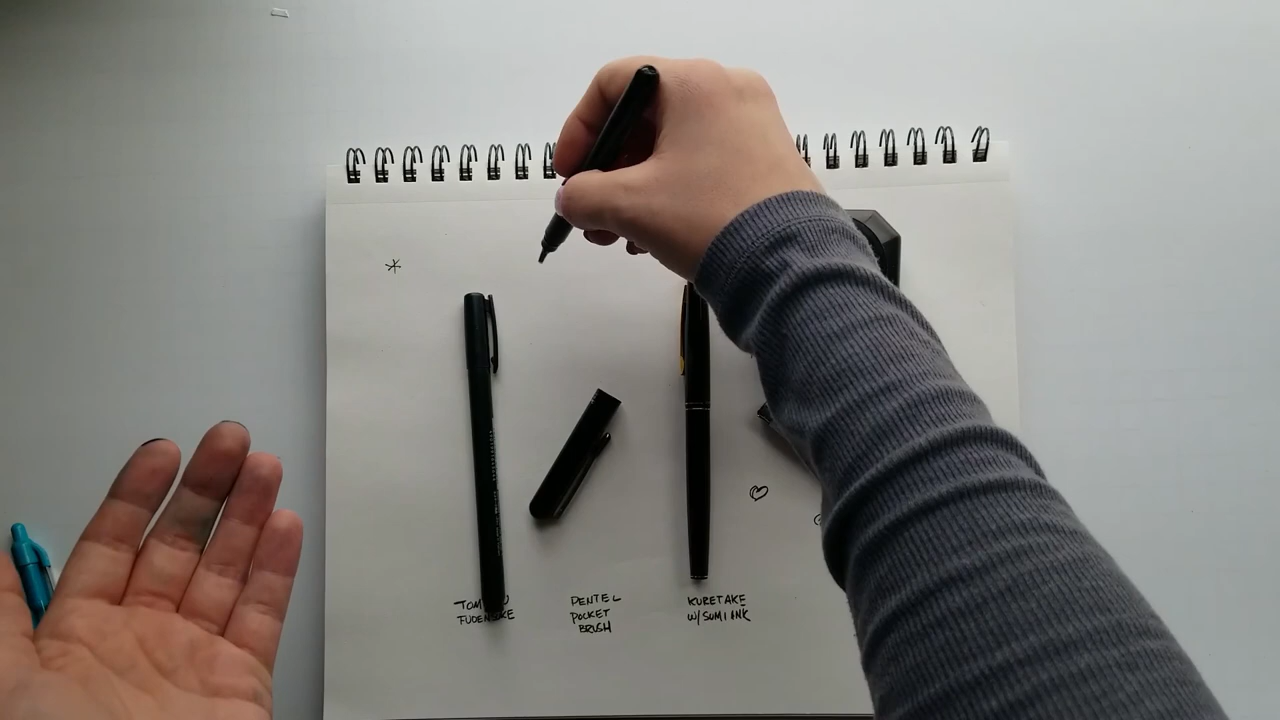 PENTEL
POCKET
BRUSH
KURETAKE
W/ SUMI INK